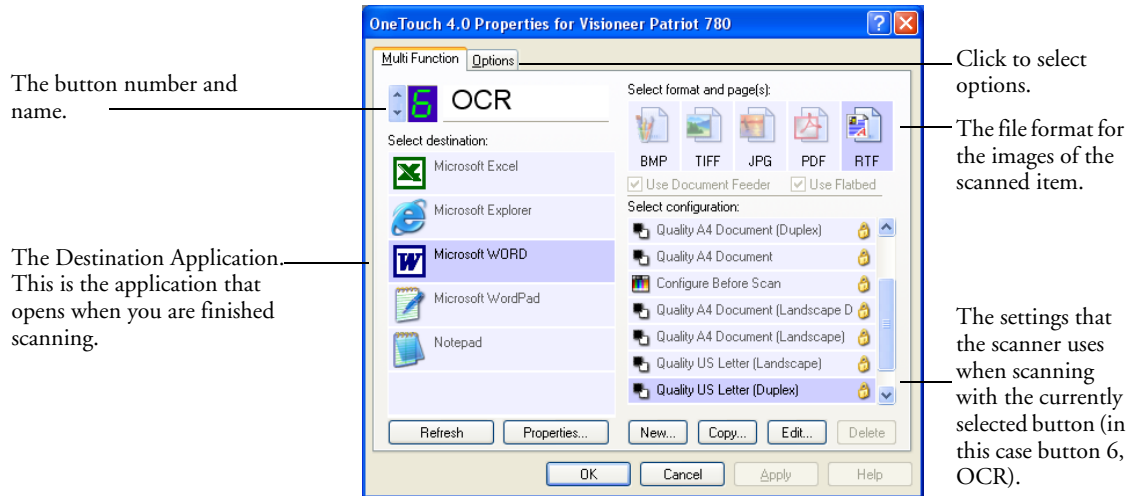 OneTouch 4.0 Properties for Visioneer Patriot 780
Multi Function
Options
The button number and
name.
6
OCR
Select destination:
Microsoft Excel
Microsoft Explorer
Microsoft WORD
Microsoft WordPad
Notepad
The Destination Application.
This is the application that
opens when you are finished
scanning.
Refresh
Properties...
Select format and page(s):
BMP
TIFF
JPG
PDF
RTF
Use Document Feeder
Use Flatbed
Select configuration:
Quality A4 Document (Duplex)
Quality A4 Document
Configure Before Scan
Quality A4 Document (Landscape D
Quality A4 Document (Landscape)
Quality US Letter (Landscape)
Quality US Letter (Duplex)
New...
Copy...
Edit...
Delete
OK
Cancel
Apply
Help
Click to select
options.
The file format for
the images of the
scanned item.
The settings that
the scanner uses
when scanning
with the currently
selected button (in
this case button 6,
OCR).